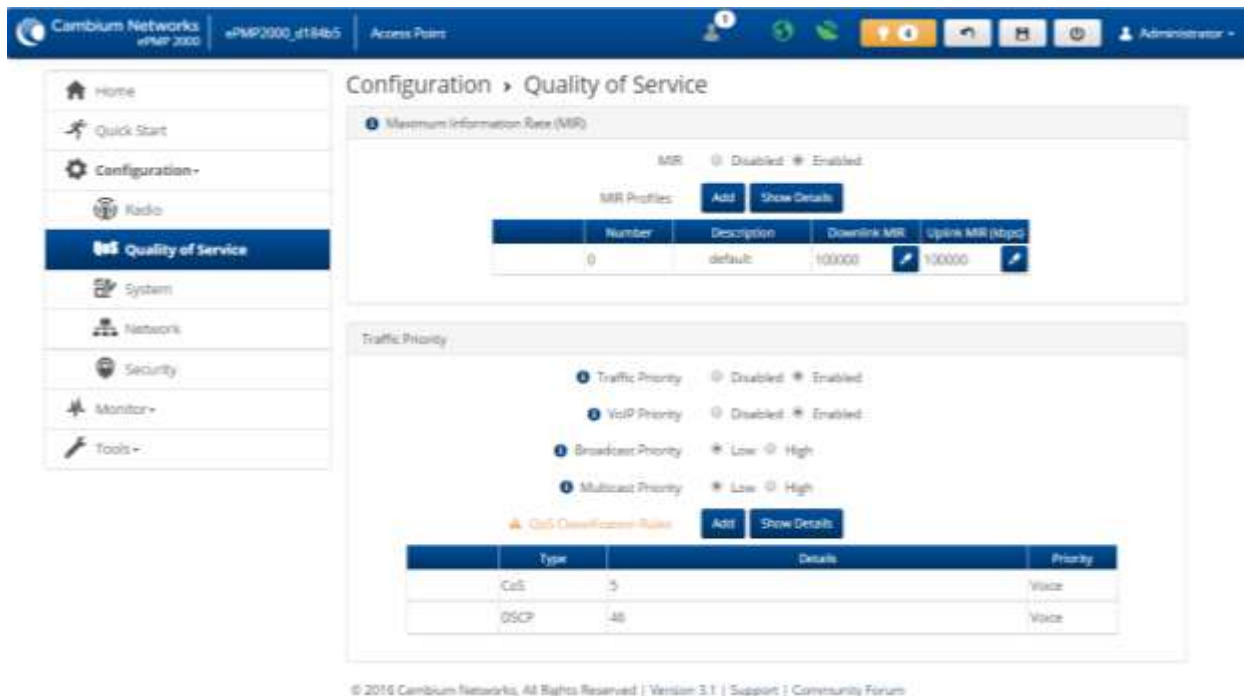 Cambium Networks
ePMP 2000
ePMP2000_d184b5
Access Point
1
4
Administrator
Home
Quick Start
Configuration
Radio
QoS Quality of Service
System
Network
Security
Monitor
Tools
Configuration › Quality of Service
Maximum Information Rate (MIR)
MIR Disabled Enabled
MIR Profiles Add Show Details
Number Description Downlink MIR Uplink MIR (kbps)
0 default 100000 100000
Traffic Priority
Traffic Priority Disabled Enabled
VoIP Priority Disabled Enabled
Broadcast Priority Low High
Multicast Priority Low High
QoS Classification Rules Add Show Details
Type Details Priority
CoS 5 Voice
DSCP 46 Voice
© 2016 Cambium Networks, All Rights Reserved | Version 3.1 | Support | Community Forum